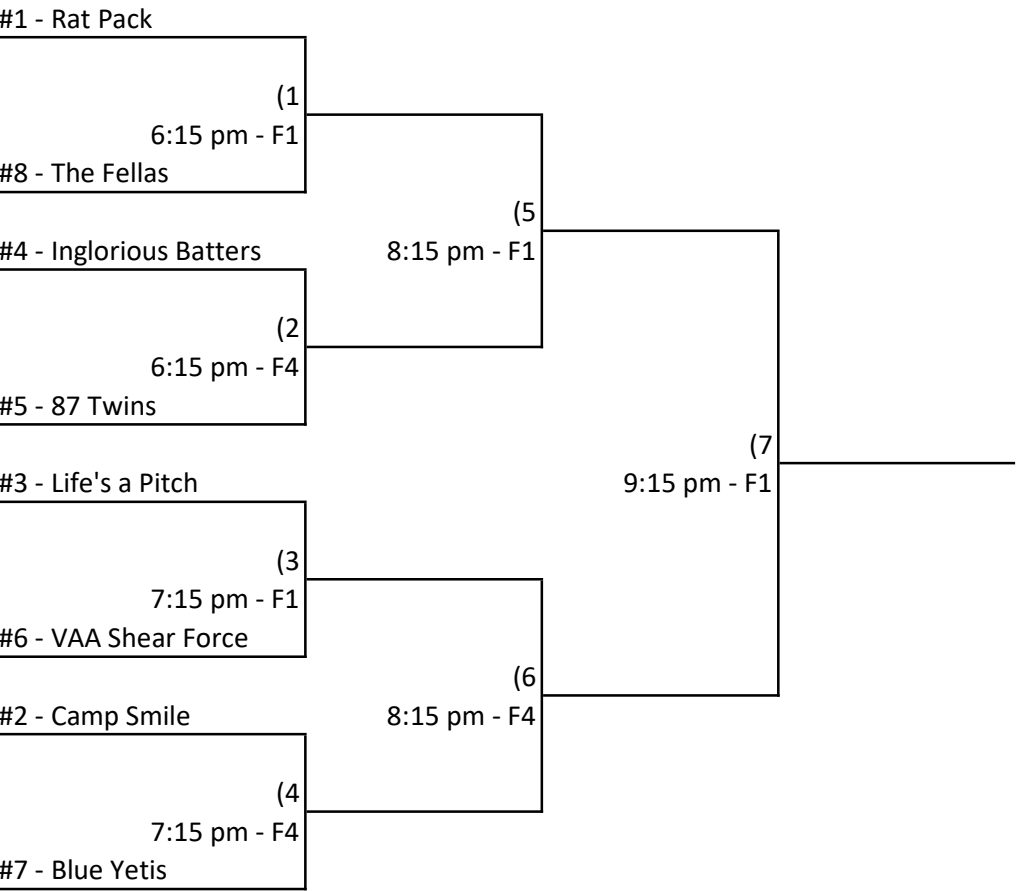 #1 - Rat Pack
(1
6:15 pm - F1
#8 - The Fellas
(5
8:15 pm - F1
#4 - Inglorious Batters
(2
6:15 pm - F4
#5 - 87 Twins
(7
9:15 pm - F1
#3 - Life's a Pitch
(3
7:15 pm - F1
#6 - VAA Shear Force
(6
8:15 pm - F4
#2 - Camp Smile
(4
7:15 pm - F4
#7 - Blue Yetis